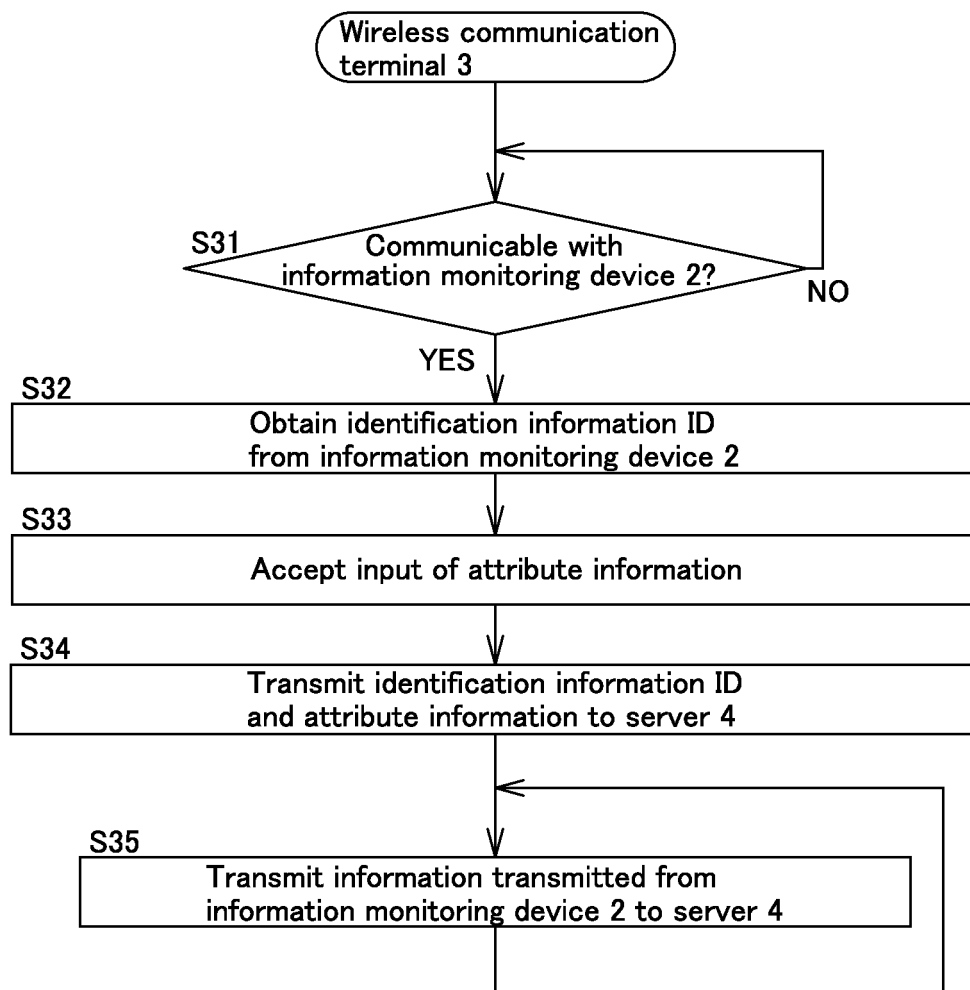 Wireless communication
terminal 3
S31
Communicable with
information monitoring device 2?
NO
YES
S32
Obtain identification information ID
from information monitoring device 2
S33
Accept input of attribute information
S34
Transmit identification information ID
and attribute information to server 4
S35
Transmit information transmitted from
information monitoring device 2 to server 4